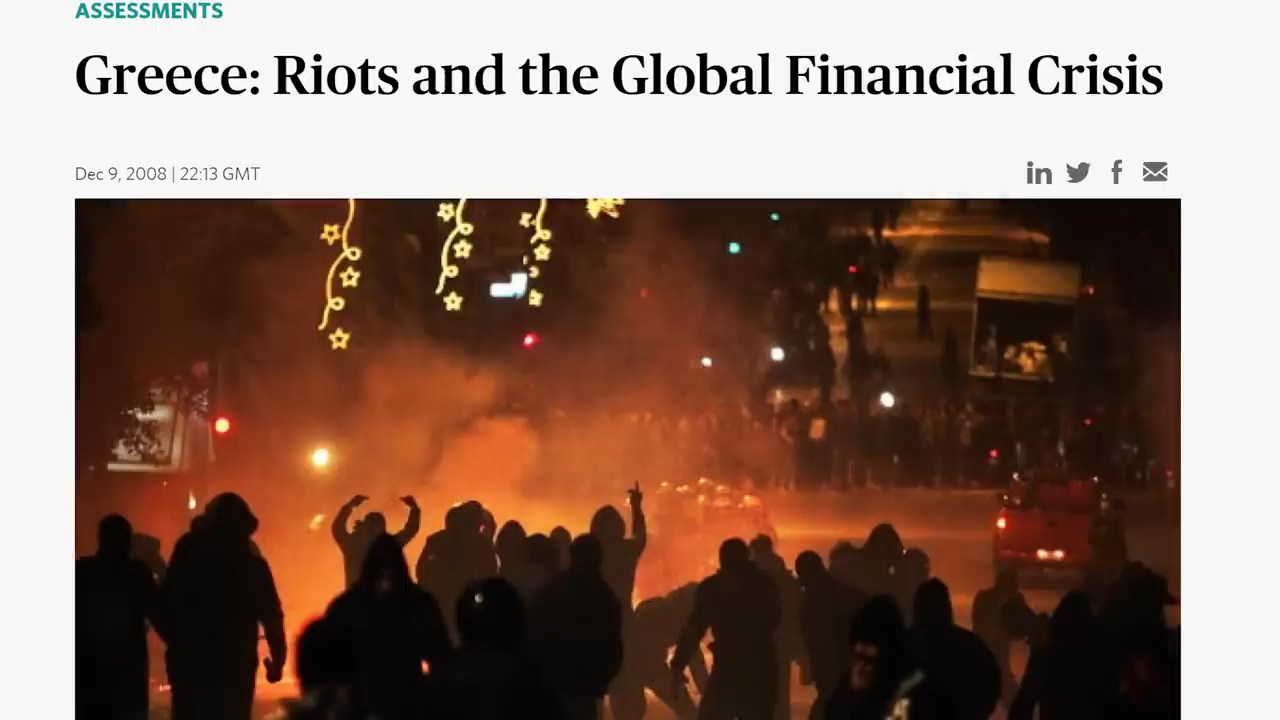 ASSESSMENTS
Greece: Riots and the Global Financial Crisis
Dec 9, 2008 | 22:13 GMT